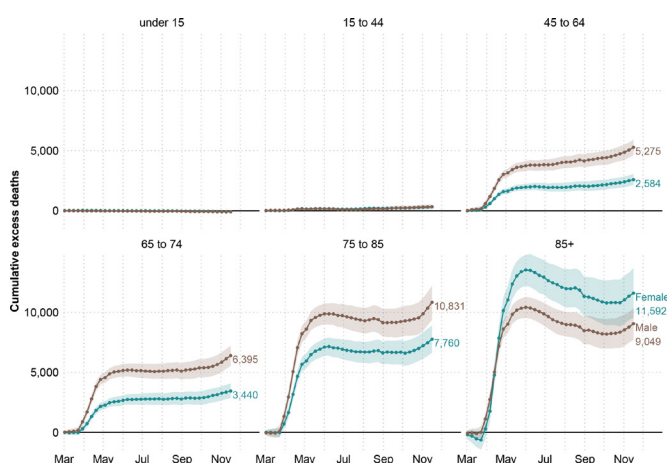 under 15
15 to 44
45 to 64
Cumulative excess deaths
10,000
5,000
0
5,275
2,584
65 to 74
75 to 85
85+
10,000
5,000
0
6,395
3,440
10,831
7,760
Female
11,592
Male
9,049
Mar May Jul Sep Nov
Mar May Jul Sep Nov
Mar May Jul Sep Nov